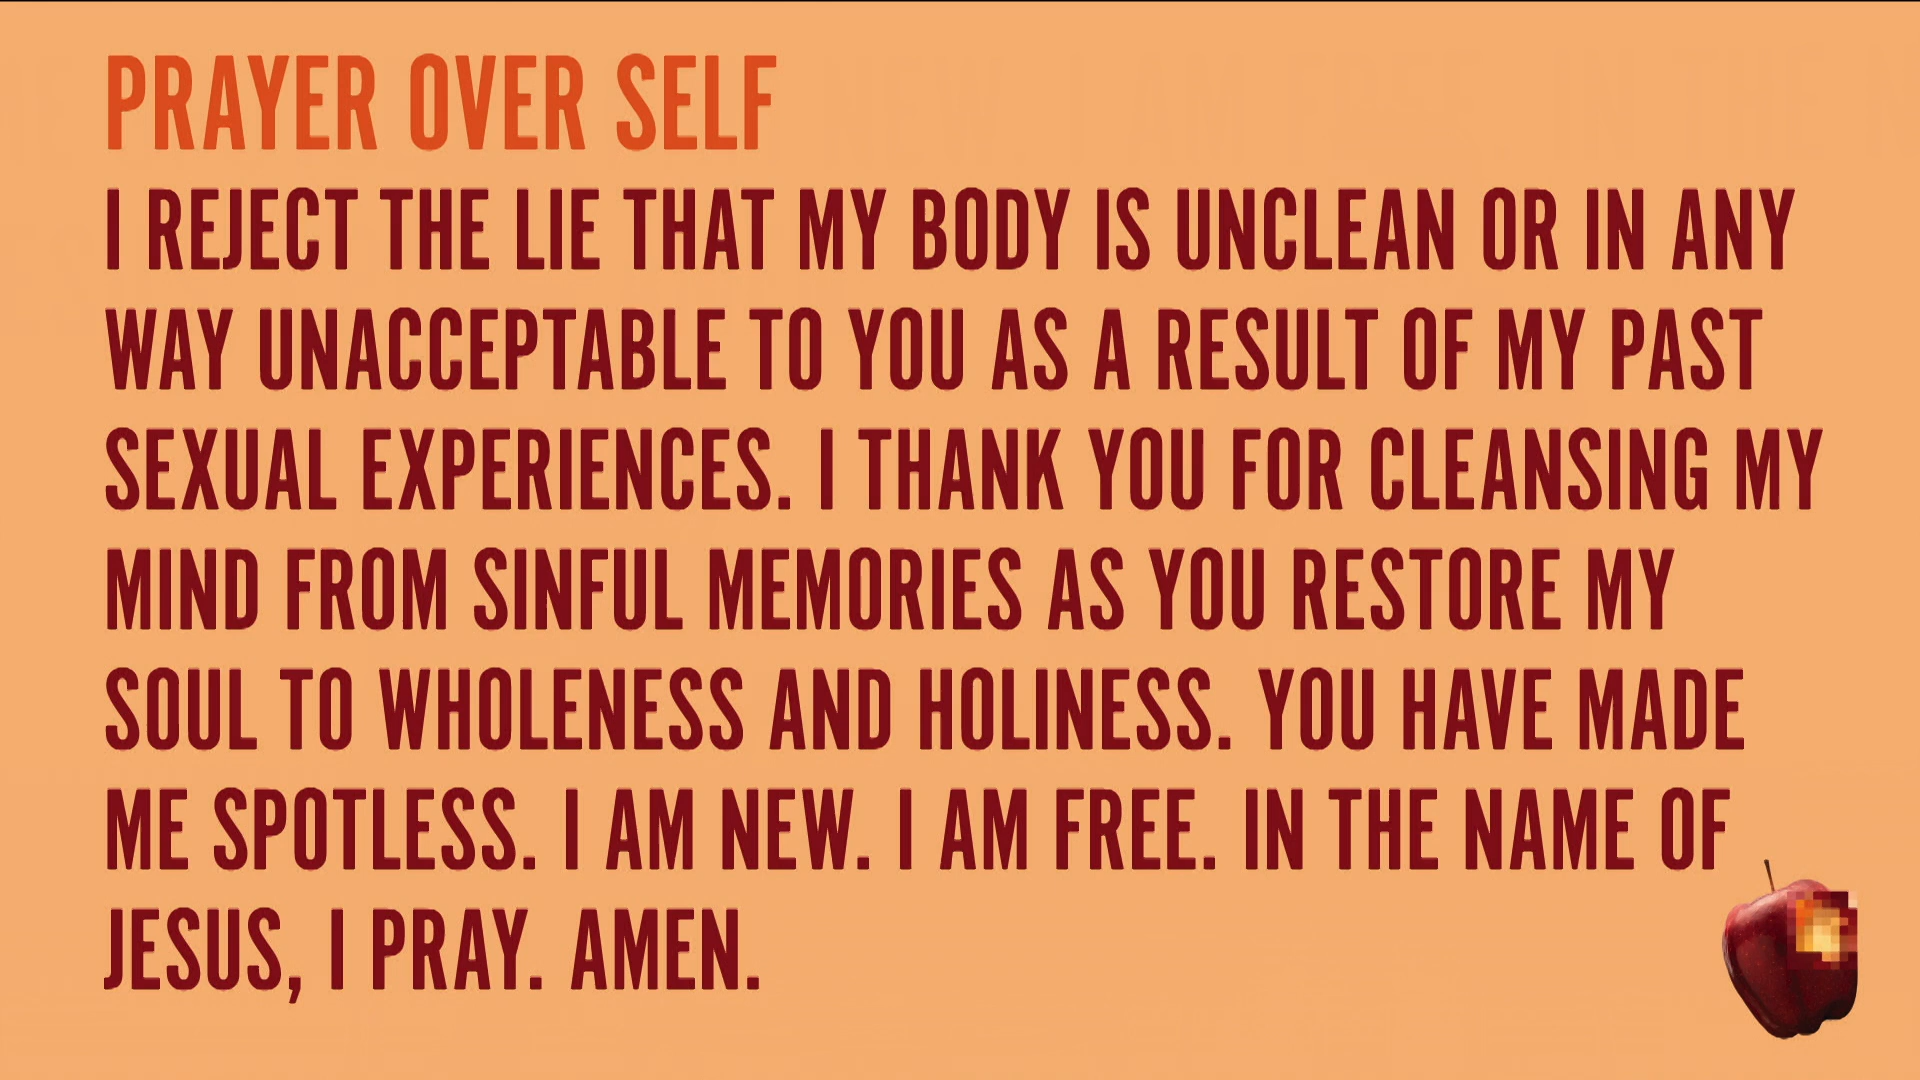 PRAYER OVER SELF
I REJECT THE LIE THAT MY BODY IS UNCLEAN OR IN ANY
WAY UNACCEPTABLE TO YOU AS A RESULT OF MY PAST
SEXUAL EXPERIENCES. I THANK YOU FOR CLEANSING MY
MIND FROM SINFUL MEMORIES AS YOU RESTORE MY
SOUL TO WHOLENESS AND HOLINESS. YOU HAVE MADE
ME SPOTLESS. I AM NEW. I AM FREE. IN THE NAME OF
JESUS, I PRAY. AMEN.